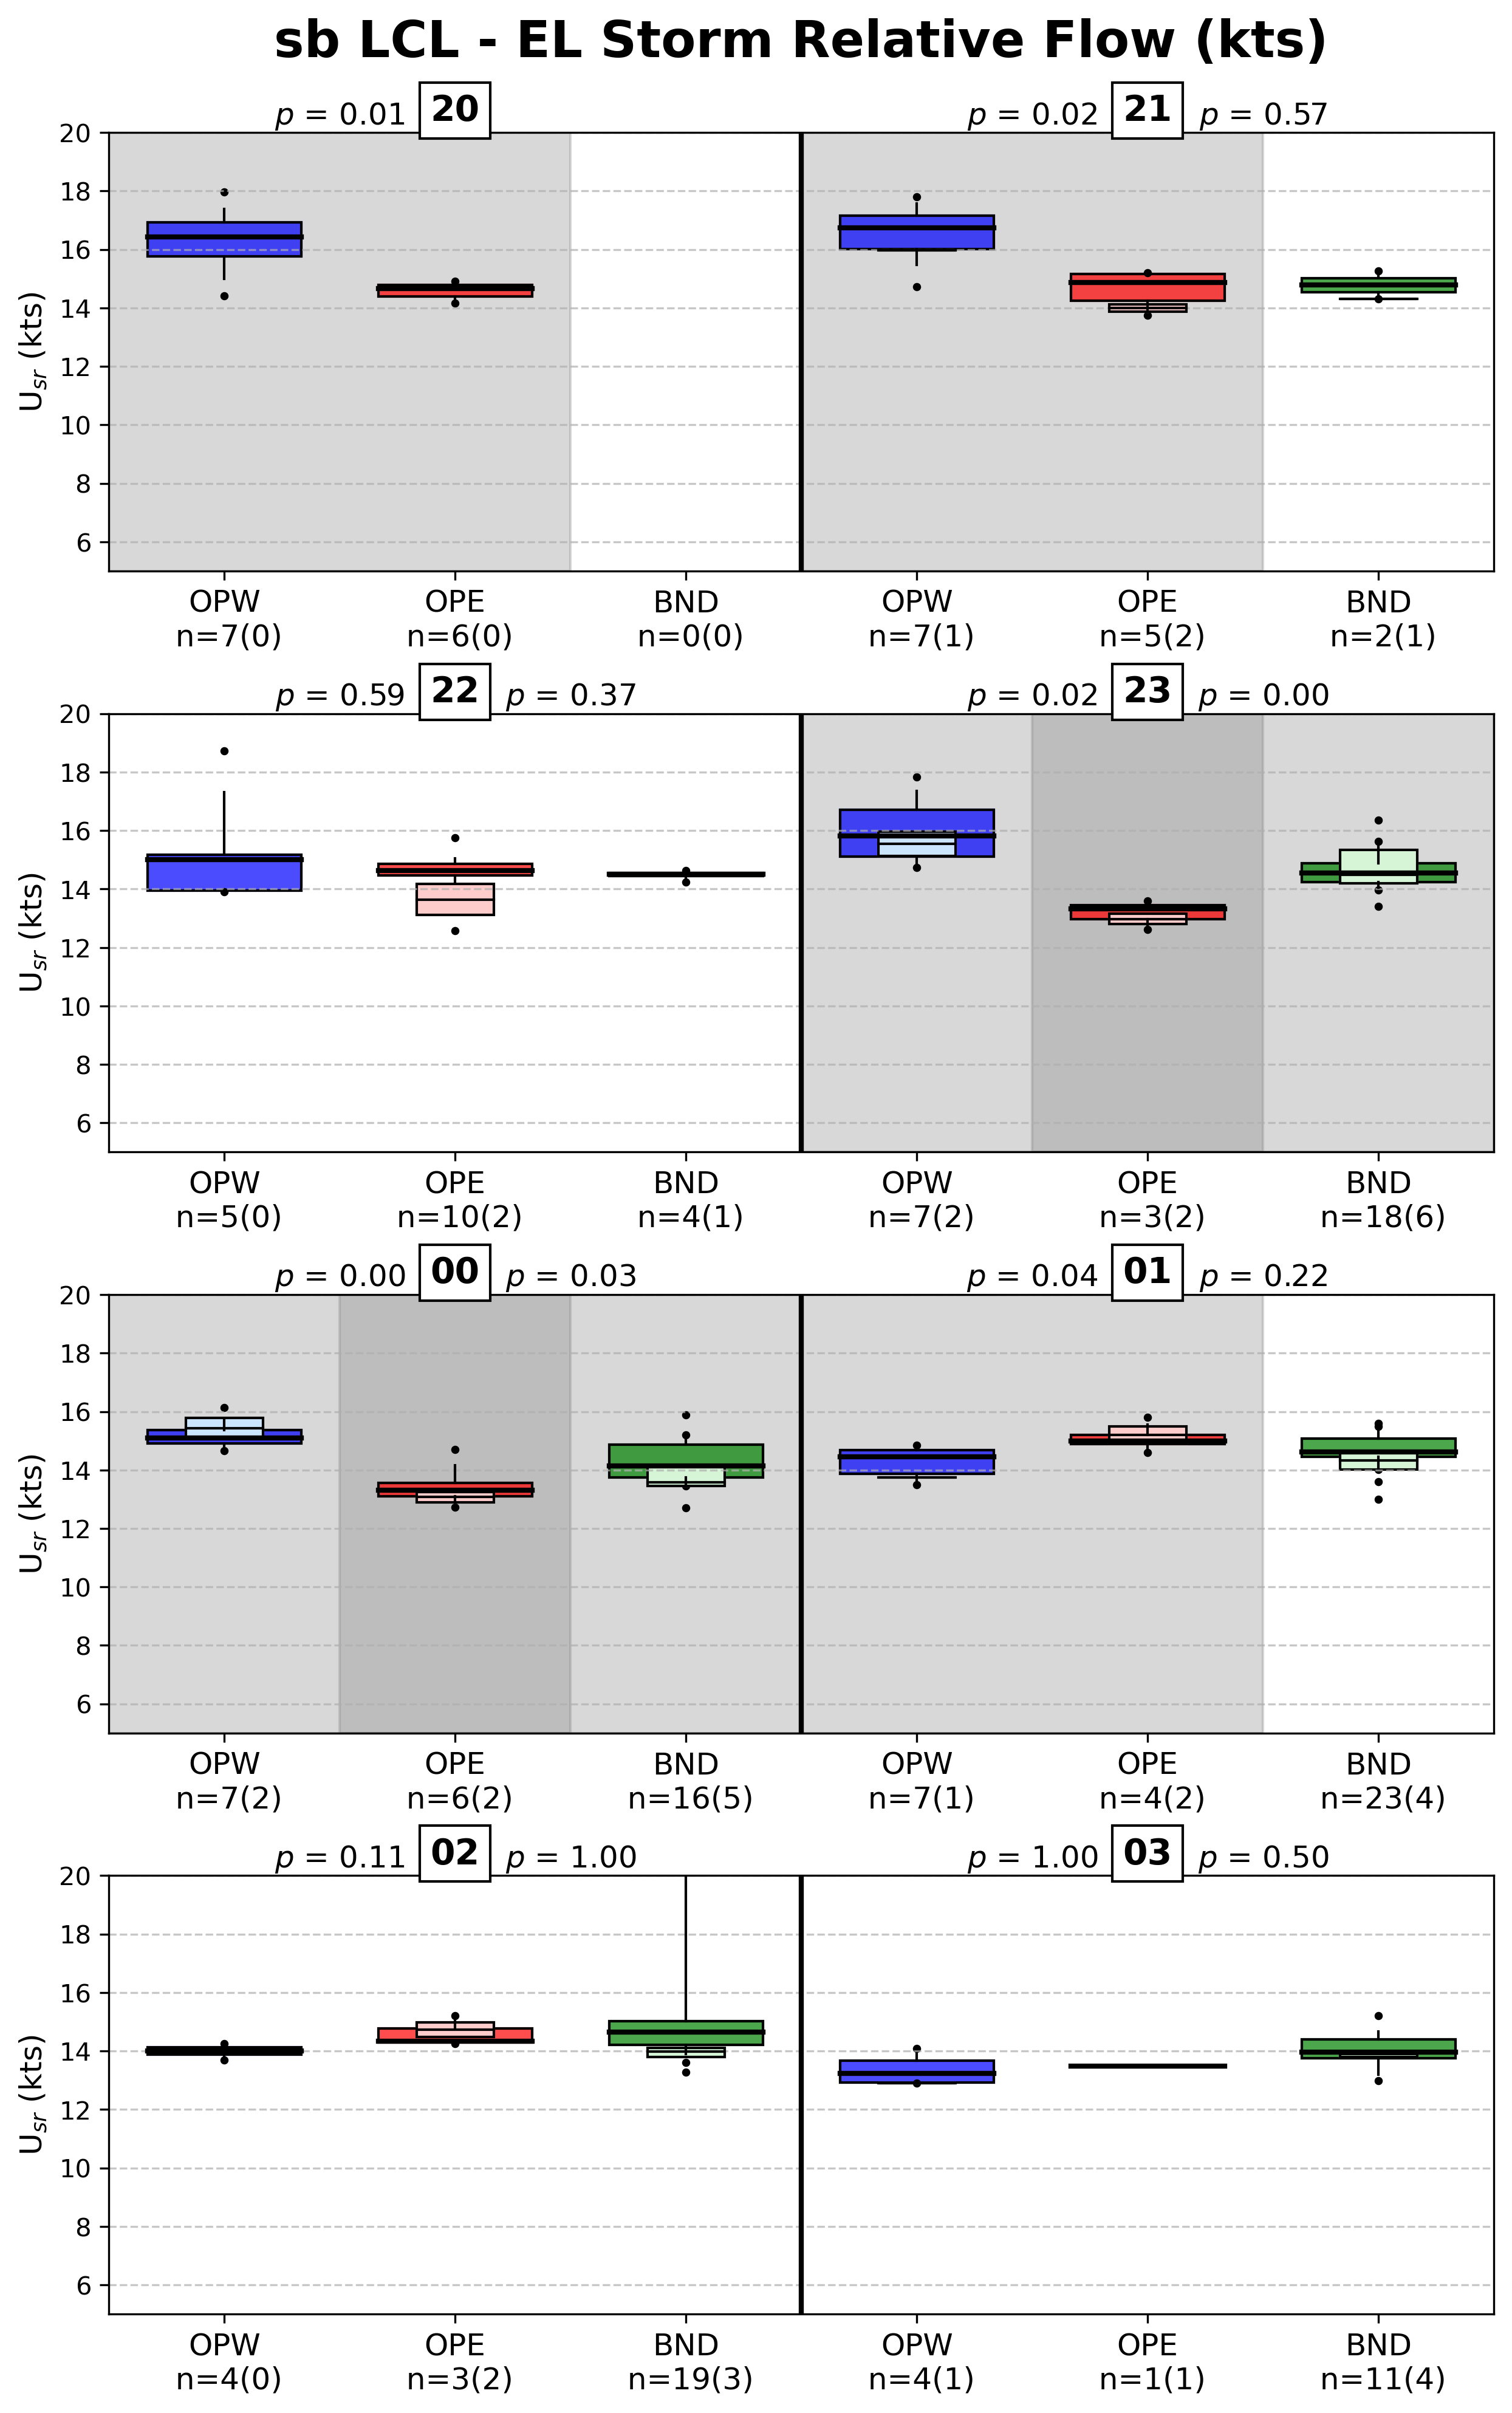 sb LCL - EL Storm Relative Flow (kts)
p = 0.01 20
p = 0.02 21 p = 0.57
20
18
16
14
12
10
8
6
U_sr (kts)
OPW OPE BND OPW OPE BND
n=7(0) n=6(0) n=0(0) n=7(1) n=5(2) n=2(1)
p = 0.59 22 p = 0.37
p = 0.02 23 p = 0.00
20
18
16
14
12
10
8
6
U_sr (kts)
OPW OPE BND OPW OPE BND
n=5(0) n=10(2) n=4(1) n=7(2) n=3(2) n=18(6)
p = 0.00 00 p = 0.03
p = 0.04 01 p = 0.22
20
18
16
14
12
10
8
6
U_sr (kts)
OPW OPE BND OPW OPE BND
n=7(2) n=6(2) n=16(5) n=7(1) n=4(2) n=23(4)
p = 0.11 02 p = 1.00
p = 1.00 03 p = 0.50
20
18
16
14
12
10
8
6
U_sr (kts)
OPW OPE BND OPW OPE BND
n=4(0) n=3(2) n=19(3) n=4(1) n=1(1) n=11(4)